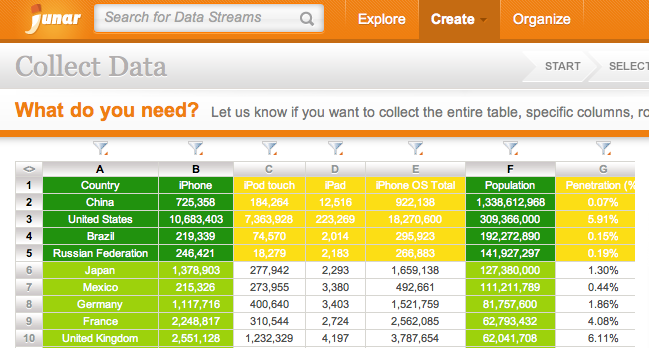 junar Search for Data Streams Explore Create Organize
Collect Data START SELECT
What do you need? Let us know if you want to collect the entire table, specific columns, ro
<> A B C D E F G
1 Country iPhone iPod touch iPad iPhone OS Total Population Penetration (%
2 China 725,358 184,264 12,516 922,138 1,338,612,968 0.07%
3 United States 10,683,403 7,363,928 223,269 18,270,600 309,366,000 5.91%
4 Brazil 219,339 74,570 2,014 295,923 192,272,890 0.15%
5 Russian Federation 246,421 18,279 2,183 266,883 141,927,297 0.19%
6 Japan 1,378,903 277,942 2,293 1,659,138 127,380,000 1.30%
7 Mexico 215,326 273,955 3,380 492,661 111,211,789 0.44%
8 Germany 1,117,716 400,640 3,403 1,521,759 81,757,600 1.86%
9 France 2,248,817 310,544 2,724 2,562,085 62,793,432 4.08%
10 United Kingdom 2,551,128 1,232,329 4,197 3,787,654 62,041,708 6.11%